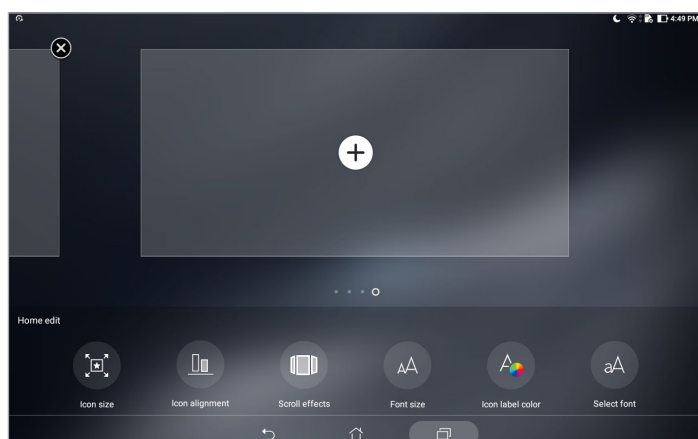 4:49 PM
Home edit
Icon size
Icon alignment
Scroll effects
Font size
Icon label color
Select font